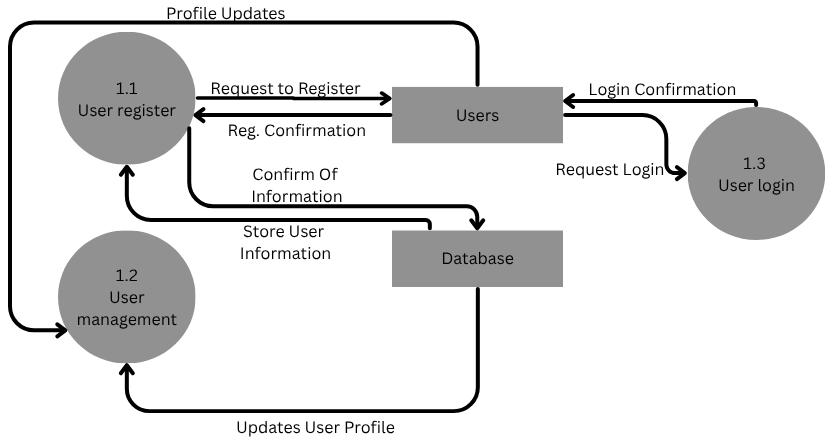 Profile Updates
1.1
User register
Request to Register
Reg. Confirmation
Users
Login Confirmation
Request Login
1.3
User login
Confirm Of
Information
Store User
Information
Database
1.2
User
management
Updates User Profile